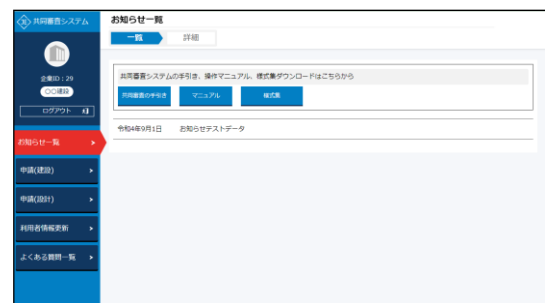 共同審査システム
企業ID : 29
〇〇建設
ログアウト
お知らせ一覧
申請(建設)
申請(設計)
利用者情報更新
よくある質問一覧
お知らせ一覧
一覧
詳細
共同審査システムの手引き、操作マニュアル、様式集ダウンロードはこちらから
共同審査の手引き
マニュアル
様式集
令和4年9月1日 お知らせテストデータ